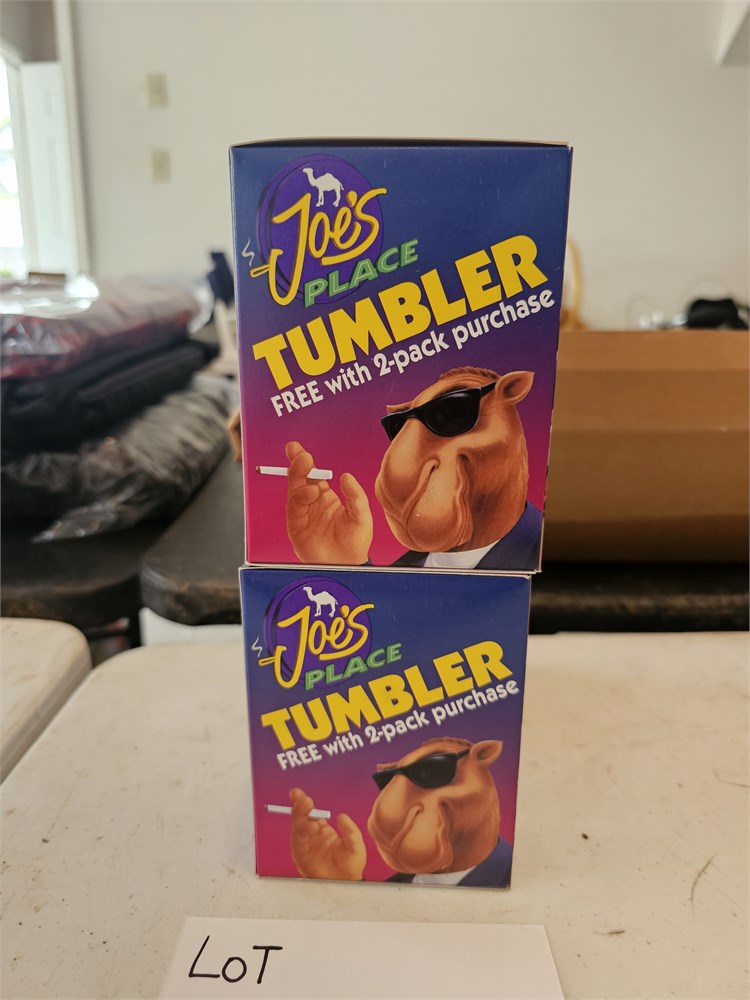 Joe's
PLACE
TUMBLER
FREE with 2-pack purchase
Joe's
PLACE
TUMBLER
FREE with 2-pack purchase
LOT